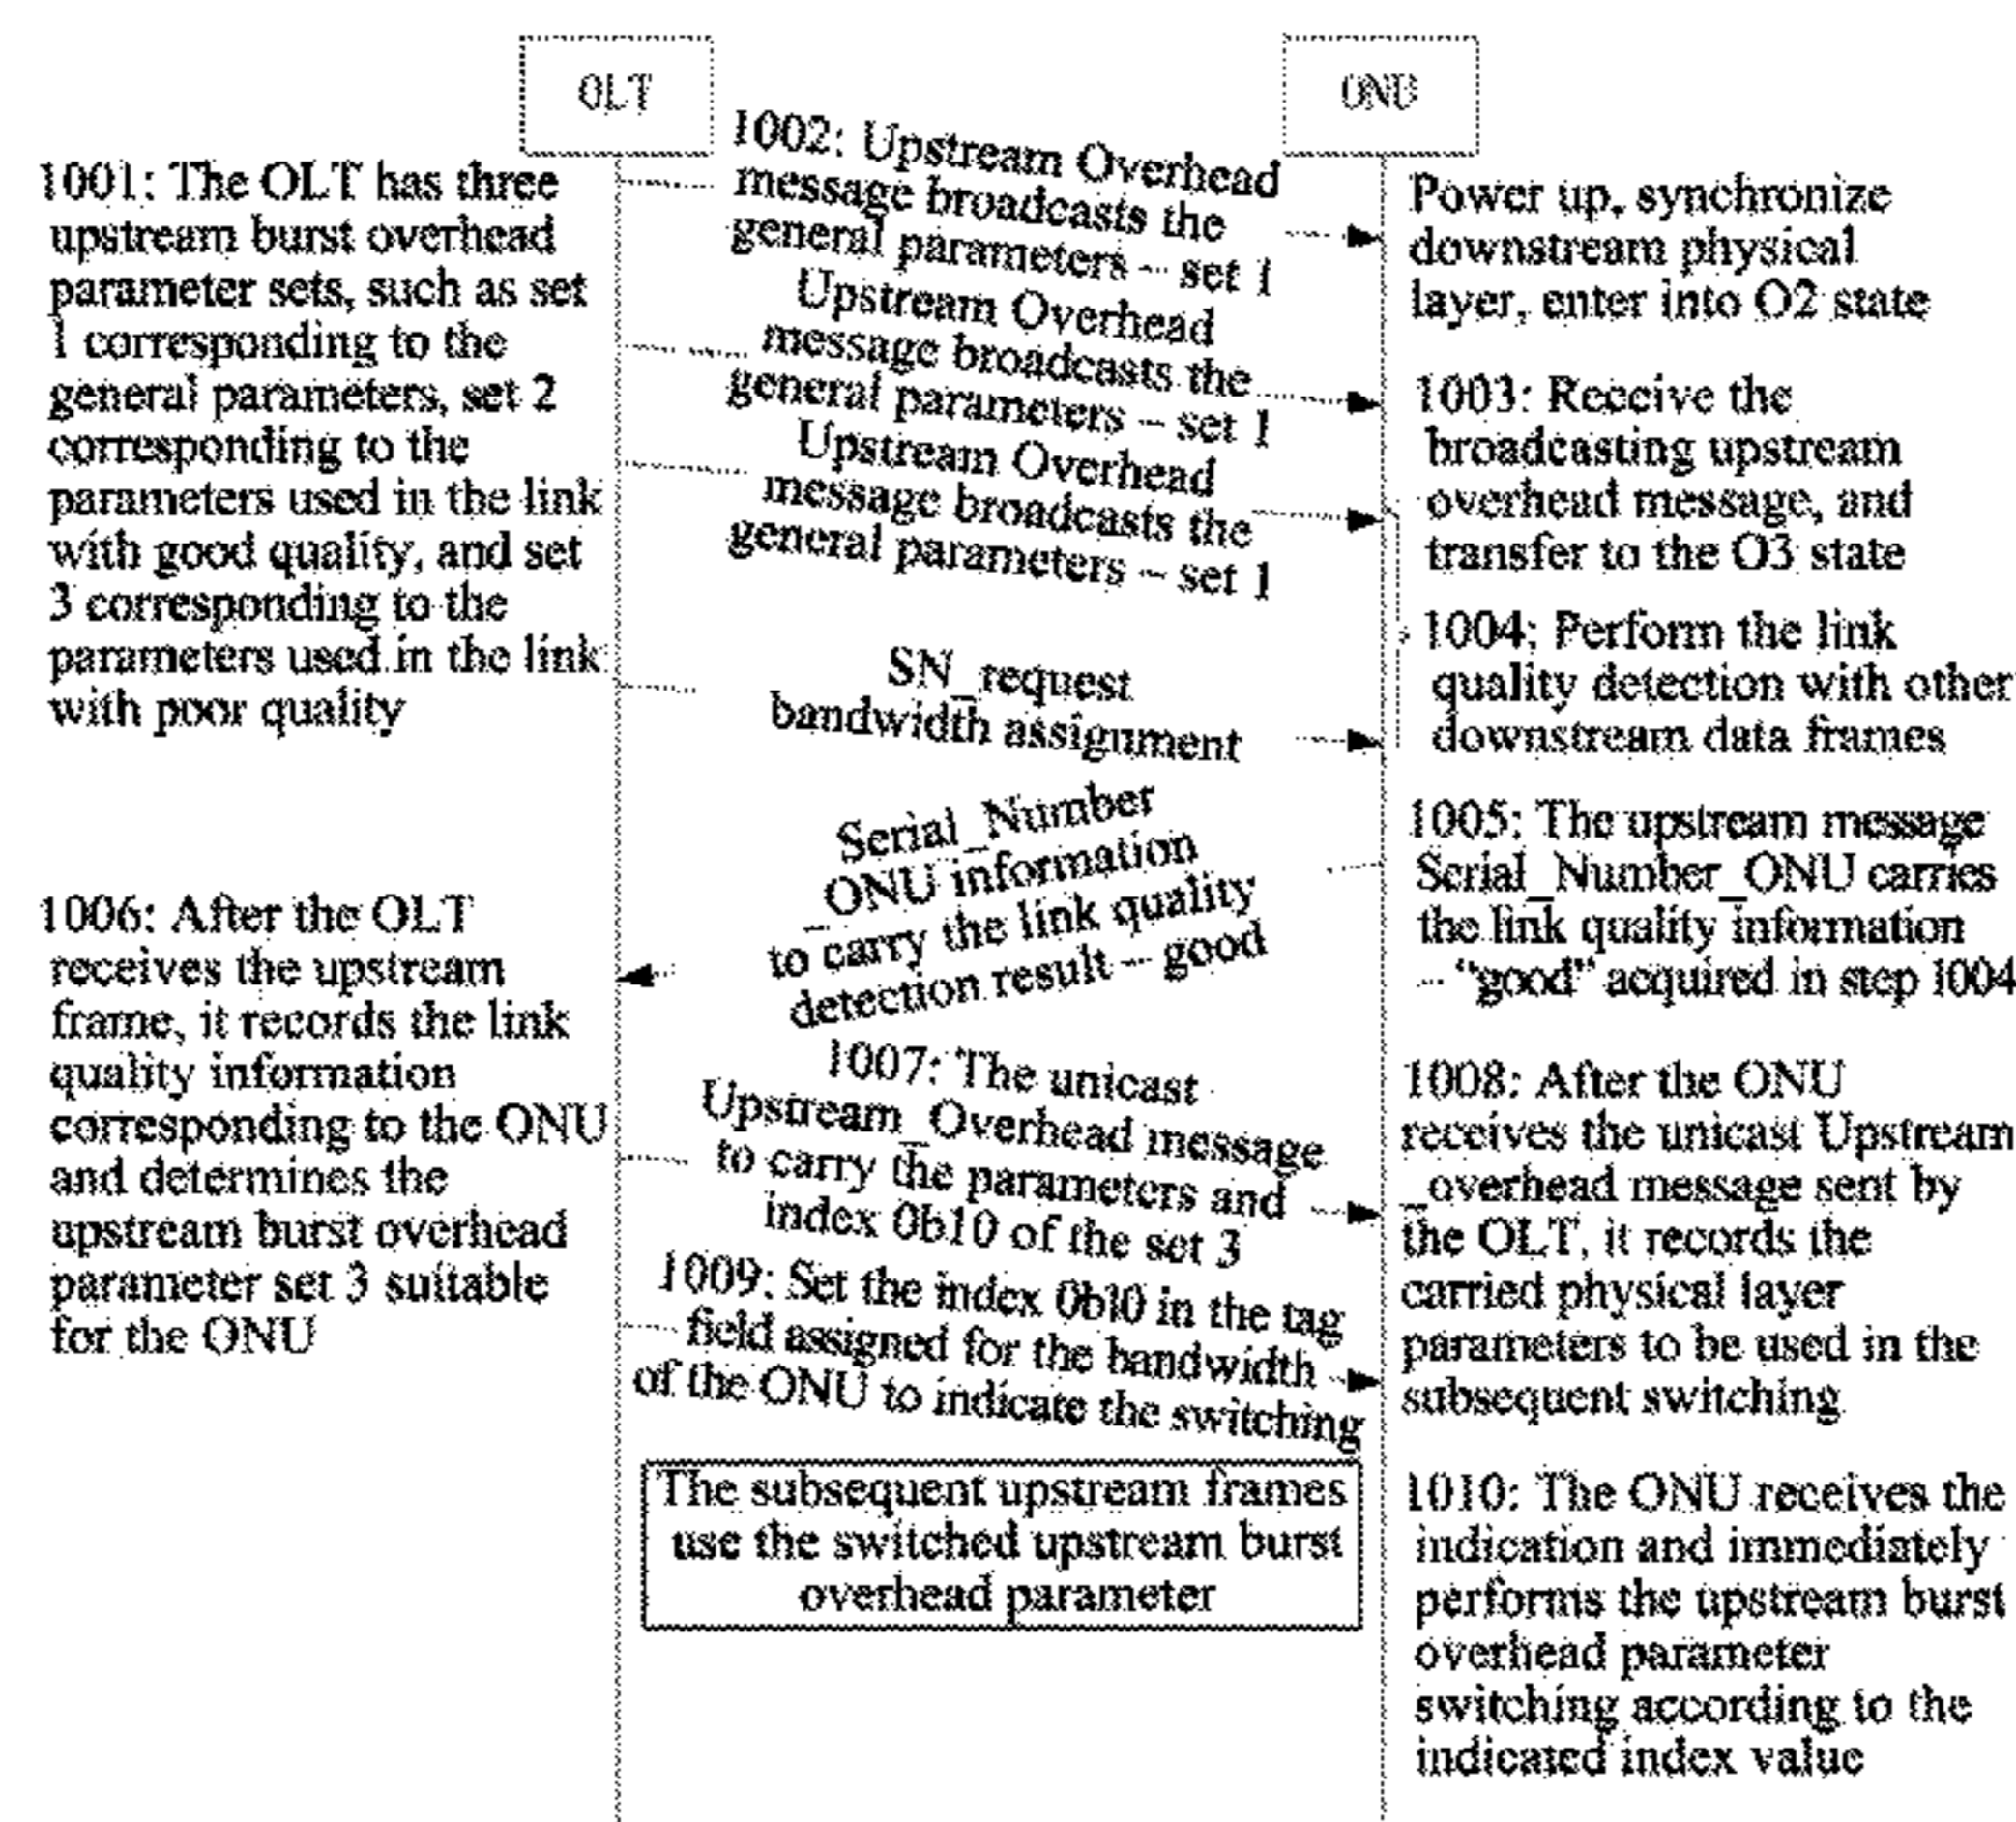 OLT
ONU
1001: The OLT has three
upstream burst overhead
parameter sets, such as set
1 corresponding to the
general parameters, set 2
corresponding to the
parameters used in the link
with good quality, and set
3 corresponding to the
parameters used in the link
with poor quality
1002: Upstream Overhead
message broadcasts the
general parameters – set 1
Upstream Overhead
message broadcasts the
general parameters – set 1
Upstream Overhead
message broadcasts the
general parameters – set 1
Power up, synchronize
downstream physical
layer, enter into O2 state
1003: Receive the
broadcasting upstream
overhead message, and
transfer to the O3 state
1004: Perform the link
quality detection with other
downstream data frames
SN_request
bandwidth assignment
Serial_Number
_ONU information
to carry the link quality
detection result – good
1005: The upstream message
Serial_Number_ONU carries
the link quality information
– “good” acquired in step 1004
1006: After the OLT
receives the upstream
frame, it records the link
quality information
corresponding to the ONU
and determines the
upstream burst overhead
parameter set 3 suitable
for the ONU
1007: The unicast
Upstream_Overhead message
to carry the parameters and
index 0b10 of the set 3
1008: After the ONU
receives the unicast Upstream
_overhead message sent by
the OLT, it records the
carried physical layer
parameters to be used in the
subsequent switching
1009: Set the index 0b10 in the tag
field assigned for the bandwidth
of the ONU to indicate the switching
The subsequent upstream frames
use the switched upstream burst
overhead parameter
1010: The ONU receives the
indication and immediately
performs the upstream burst
overhead parameter
switching according to the
indicated index value